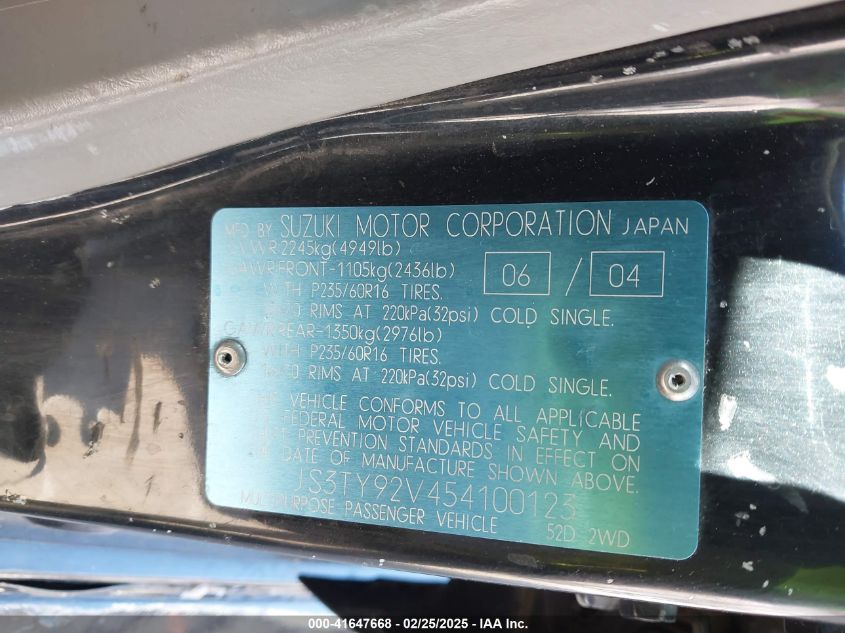 MFD BY SUZUKI MOTOR CORPORATION JAPAN
GVWR 2245kg(4949lb)
GAWR FRONT-1105kg(2436lb) 06 / 04
WITH P235/60R16 TIRES.
RIMS AT 220kPa(32psi) COLD SINGLE.
GAWR REAR-1350kg(2976lb)
WITH P235/60R16 TIRES.
RIMS AT 220kPa(32psi) COLD SINGLE.
THIS VEHICLE CONFORMS TO ALL APPLICABLE
FEDERAL MOTOR VEHICLE SAFETY AND
THEFT PREVENTION STANDARDS IN EFFECT ON
THE DATE OF MANUFACTURE SHOWN ABOVE.
JS3TY92V454100123
MULTIPURPOSE PASSENGER VEHICLE 52D 2WD
000-41647668 - 02/25/2025 - IAA Inc.